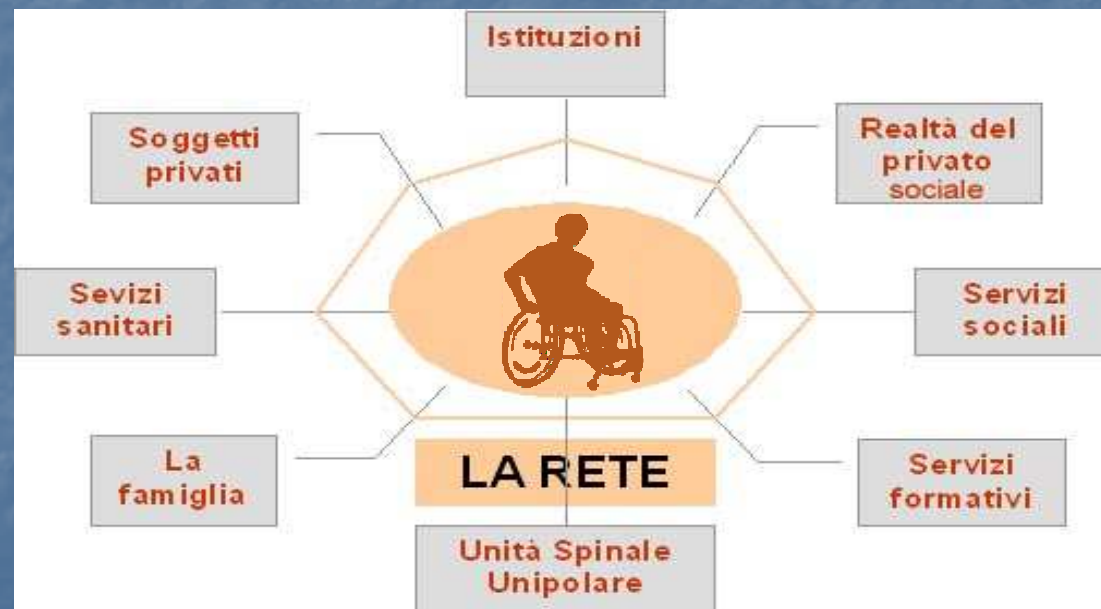 Istituzioni
Soggetti
privati
Realtà del
privato
sociale
Sevizi
sanitari
Servizi
sociali
La
famiglia
LA RETE
Servizi
formativi
Unità Spinale
Unipolare